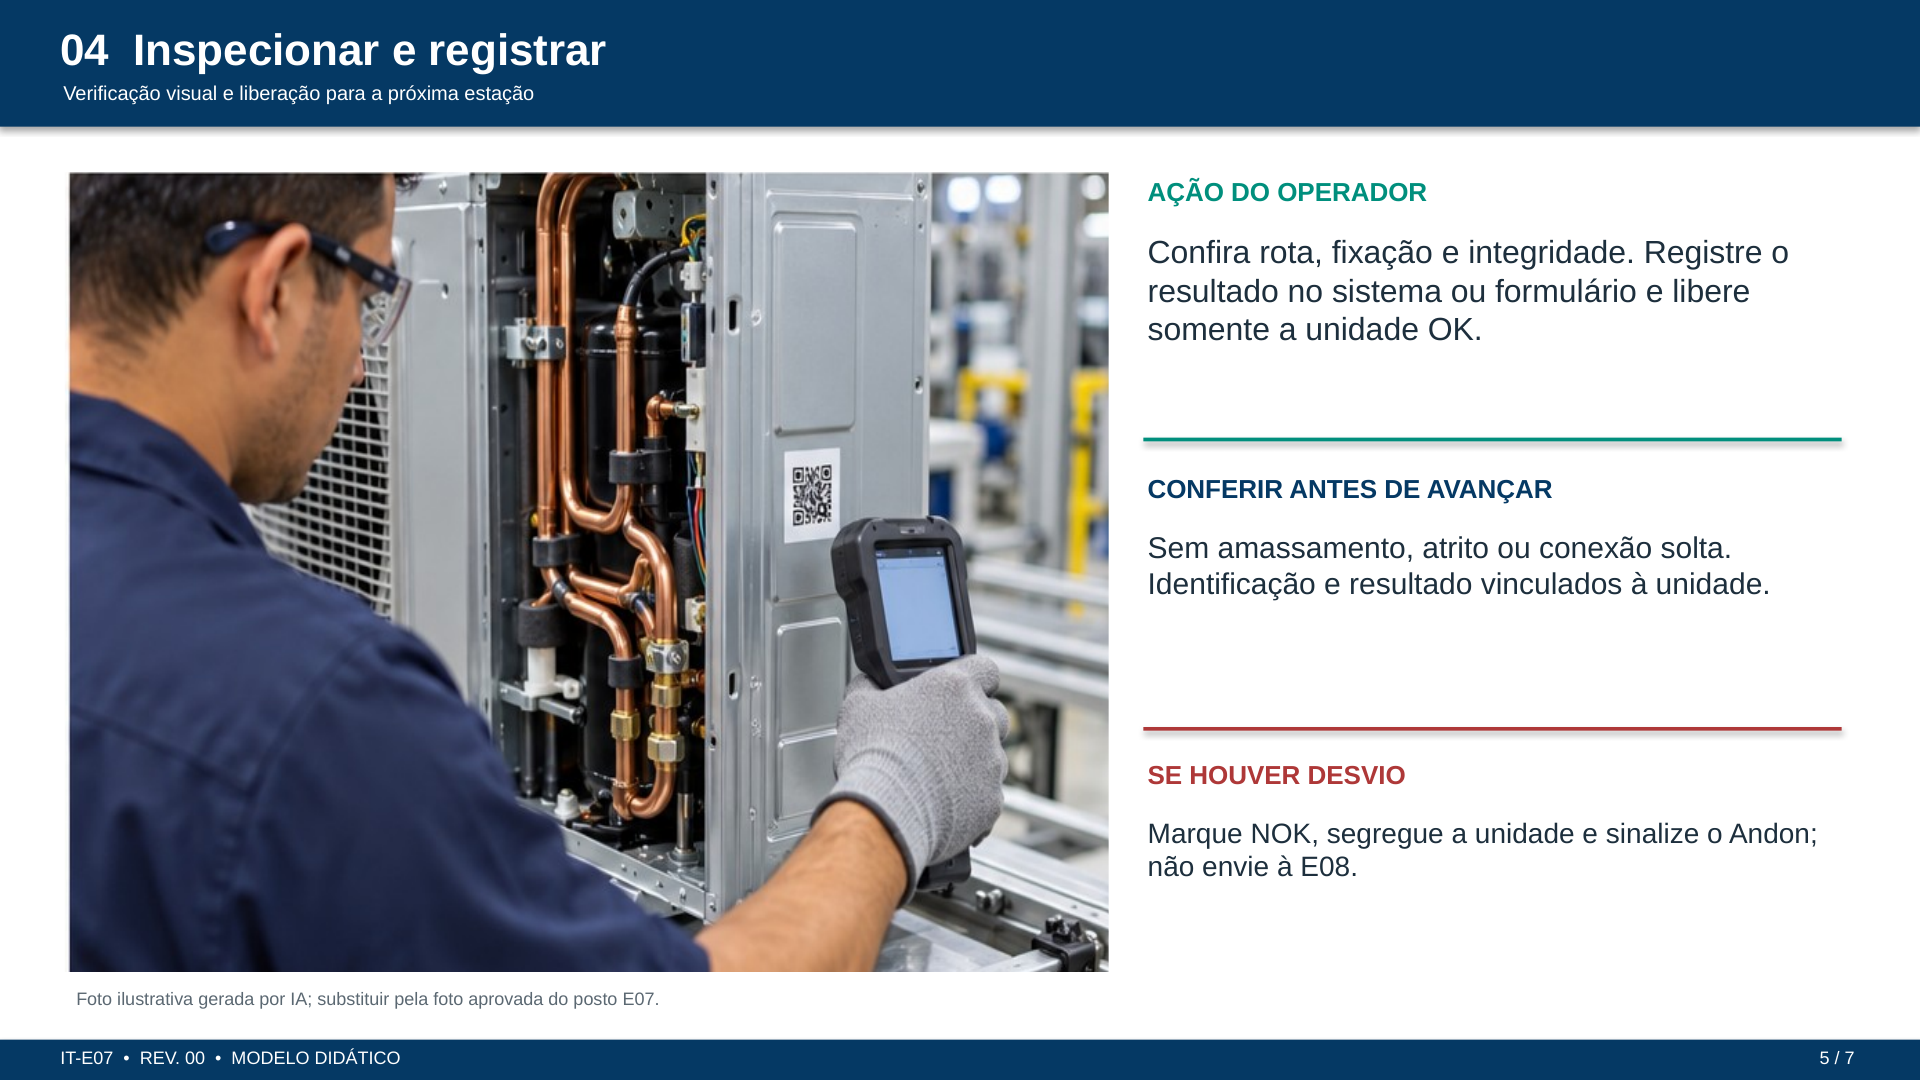 04 Inspecionar e registrar
Verificação visual e liberação para a próxima estação
AÇÃO DO OPERADOR
Confira rota, fixação e integridade. Registre o
resultado no sistema ou formulário e libere
somente a unidade OK.
CONFERIR ANTES DE AVANÇAR
Sem amassamento, atrito ou conexão solta.
Identificação e resultado vinculados à unidade.
SE HOUVER DESVIO
Marque NOK, segregue a unidade e sinalize o Andon;
não envie à E08.
Foto ilustrativa gerada por IA; substituir pela foto aprovada do posto E07.
IT-E07 • REV. 00 • MODELO DIDÁTICO
5 / 7